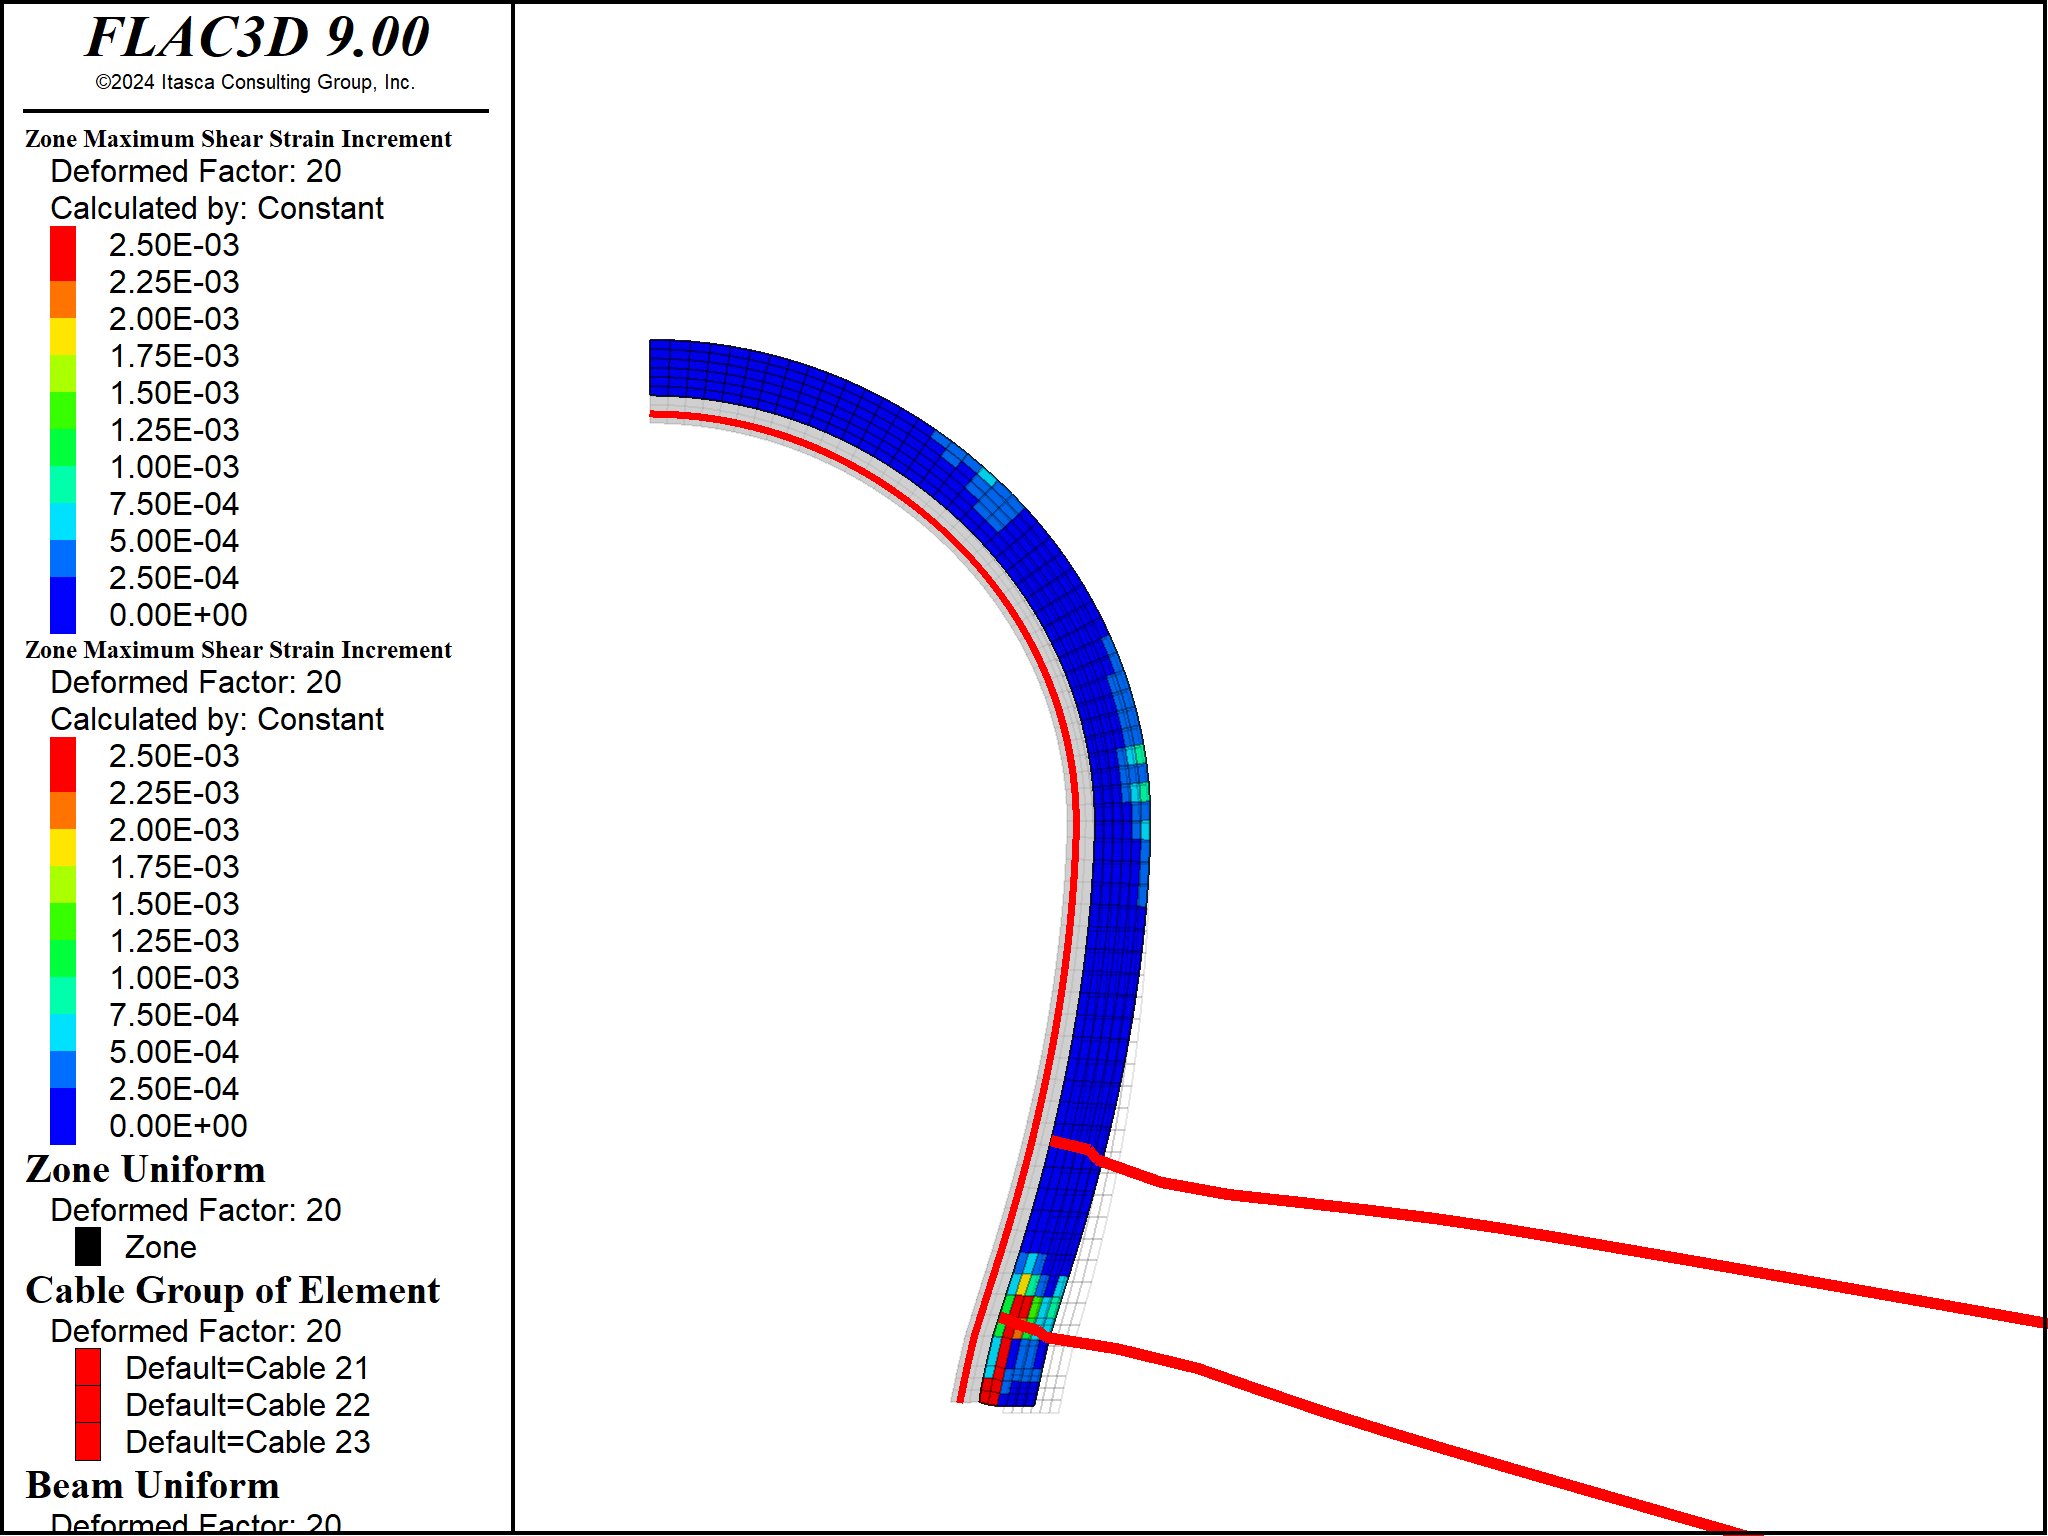 FLAC3D 9.00
©2024 Itasca Consulting Group, Inc.
Zone Maximum Shear Strain Increment
Deformed Factor: 20
Calculated by: Constant
2.50E-03
2.25E-03
2.00E-03
1.75E-03
1.50E-03
1.25E-03
1.00E-03
7.50E-04
5.00E-04
2.50E-04
0.00E+00
Zone Maximum Shear Strain Increment
Deformed Factor: 20
Calculated by: Constant
2.50E-03
2.25E-03
2.00E-03
1.75E-03
1.50E-03
1.25E-03
1.00E-03
7.50E-04
5.00E-04
2.50E-04
0.00E+00
Zone Uniform
Deformed Factor: 20
Zone
Cable Group of Element
Deformed Factor: 20
Default=Cable 21
Default=Cable 22
Default=Cable 23
Beam Uniform
Deformed Factor: 20